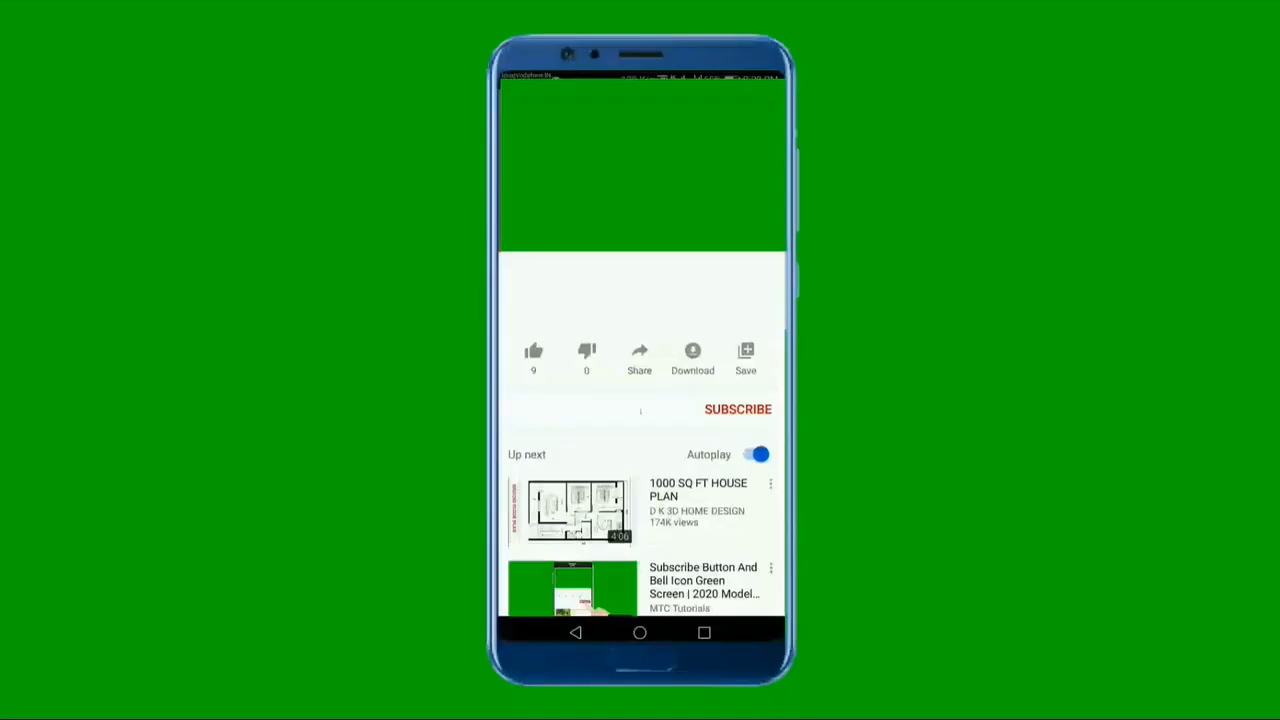 9
0
Share
Download
Save
SUBSCRIBE
Up next
Autoplay
1000 SQ FT HOUSE
PLAN
D K 3D HOME DESIGN
174K views
4:06
Subscribe Button And
Bell Icon Green
Screen | 2020 Model...
MTC Tutorials